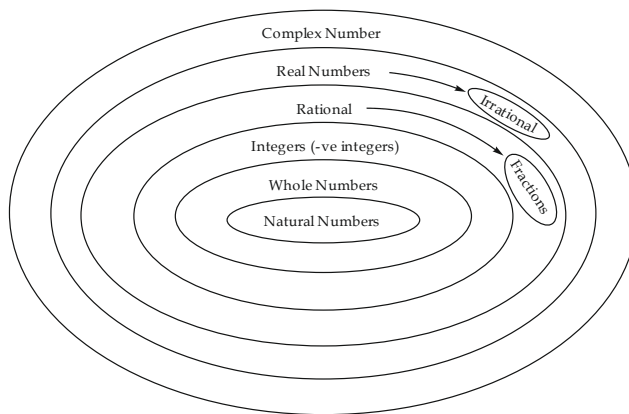 Complex Number
Real Numbers
Irrational
Rational
Fractions
Integers (-ve integers)
Whole Numbers
Natural Numbers